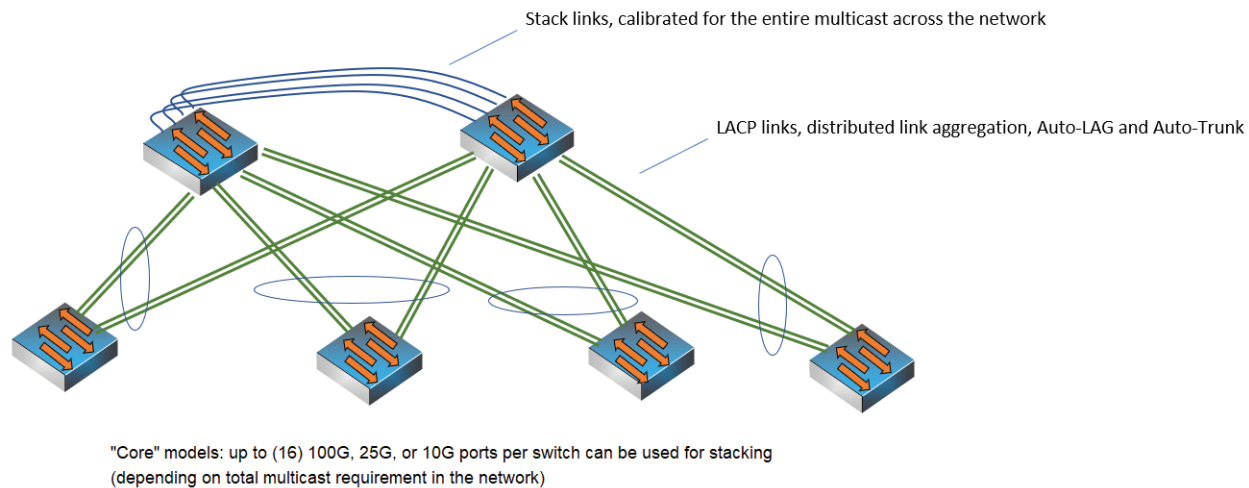 Stack links, calibrated for the entire multicast across the network
LACP links, distributed link aggregation, Auto-LAG and Auto-Trunk
"Core" models: up to (16) 100G, 25G, or 10G ports per switch can be used for stacking
(depending on total multicast requirement in the network)